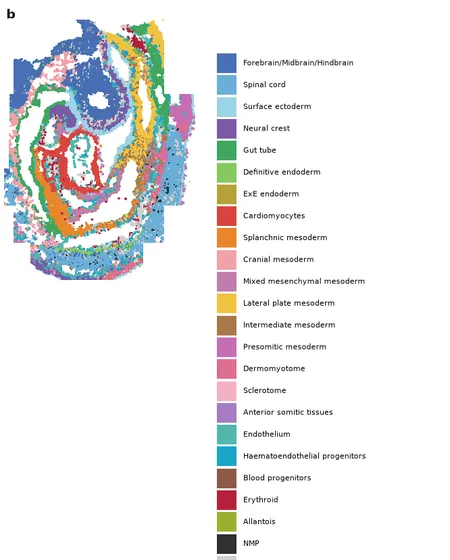 b
Forebrain/Midbrain/Hindbrain
Spinal cord
Surface ectoderm
Neural crest
Gut tube
Definitive endoderm
ExE endoderm
Cardiomyocytes
Splanchnic mesoderm
Cranial mesoderm
Mixed mesenchymal mesoderm
Lateral plate mesoderm
Intermediate mesoderm
Presomitic mesoderm
Dermomyotome
Sclerotome
Anterior somitic tissues
Endothelium
Haematoendothelial progenitors
Blood progenitors
Erythroid
Allantois
NMP